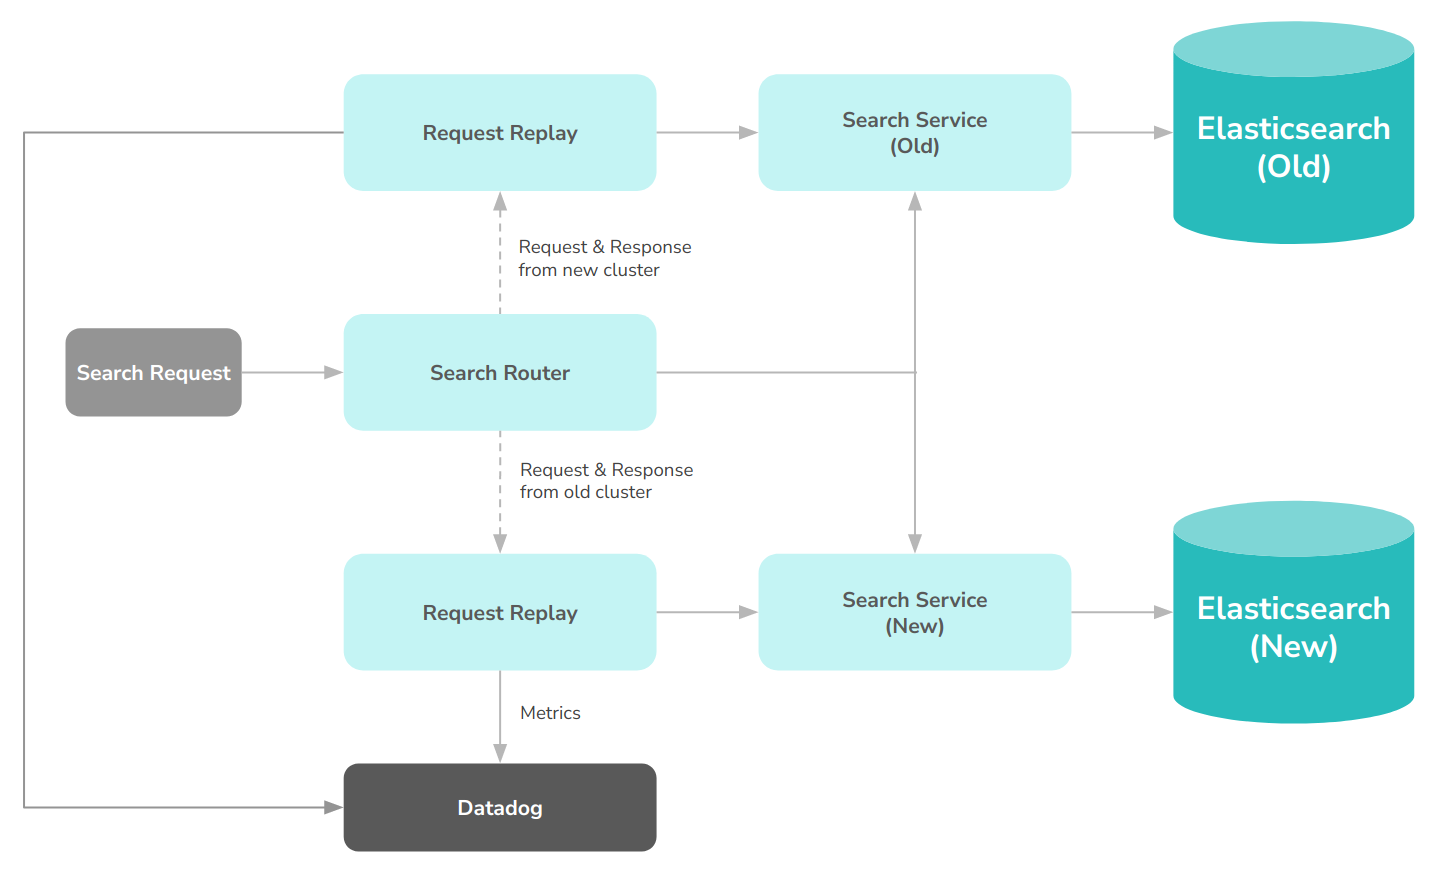 Request Replay
Search Service
(Old)
Elasticsearch
(Old)
Request & Response
from new cluster
Search Request
Search Router
Request & Response
from old cluster
Request Replay
Search Service
(New)
Elasticsearch
(New)
Metrics
Datadog